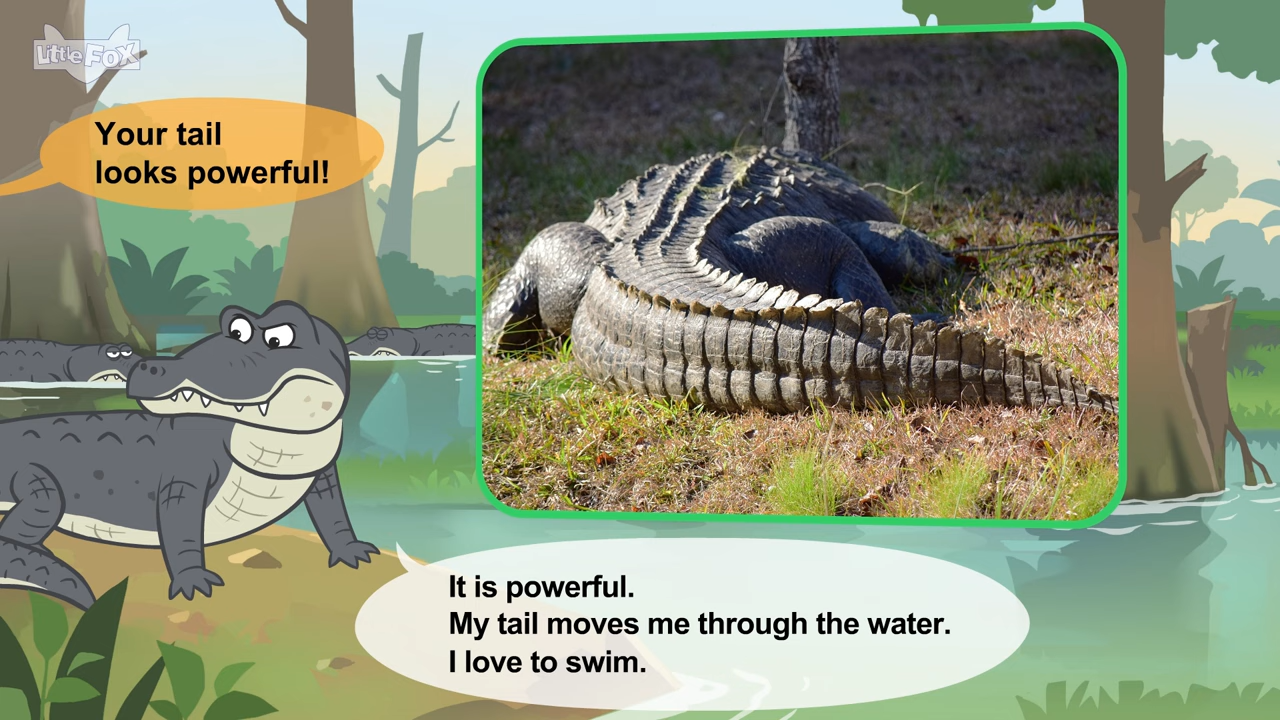 Little Fox
Your tail
looks powerful!
It is powerful.
My tail moves me through the water.
I love to swim.